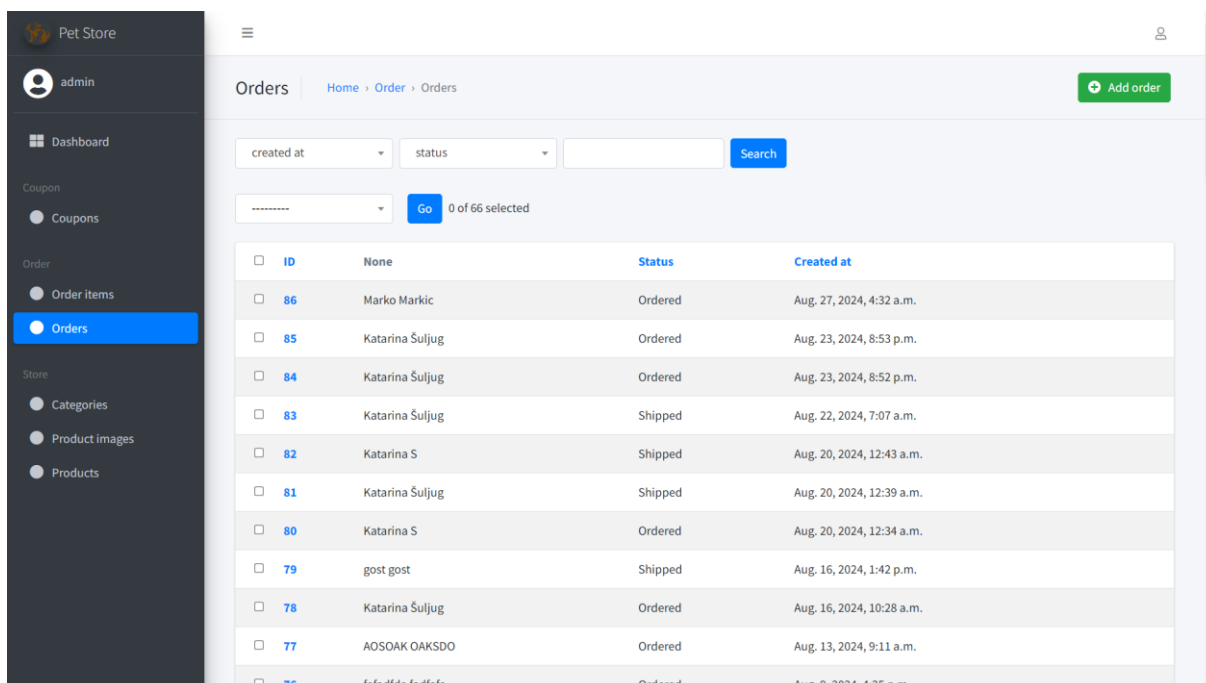 Pet Store
admin
Dashboard
Coupon
Coupons
Order
Order items
Orders
Store
Categories
Product images
Products
Orders Home › Order › Orders Add order
created at status Search
--------- Go 0 of 66 selected
ID None Status Created at
86 Marko Markic Ordered Aug. 27, 2024, 4:32 a.m.
85 Katarina Šuljug Ordered Aug. 23, 2024, 8:53 p.m.
84 Katarina Šuljug Ordered Aug. 23, 2024, 8:52 p.m.
83 Katarina Šuljug Shipped Aug. 22, 2024, 7:07 a.m.
82 Katarina S Shipped Aug. 20, 2024, 12:43 a.m.
81 Katarina Šuljug Shipped Aug. 20, 2024, 12:39 a.m.
80 Katarina S Ordered Aug. 20, 2024, 12:34 a.m.
79 gost gost Shipped Aug. 16, 2024, 1:42 p.m.
78 Katarina Šuljug Ordered Aug. 16, 2024, 10:28 a.m.
77 AOSOAK OAKSDO Ordered Aug. 13, 2024, 9:11 a.m.
76 Ordered